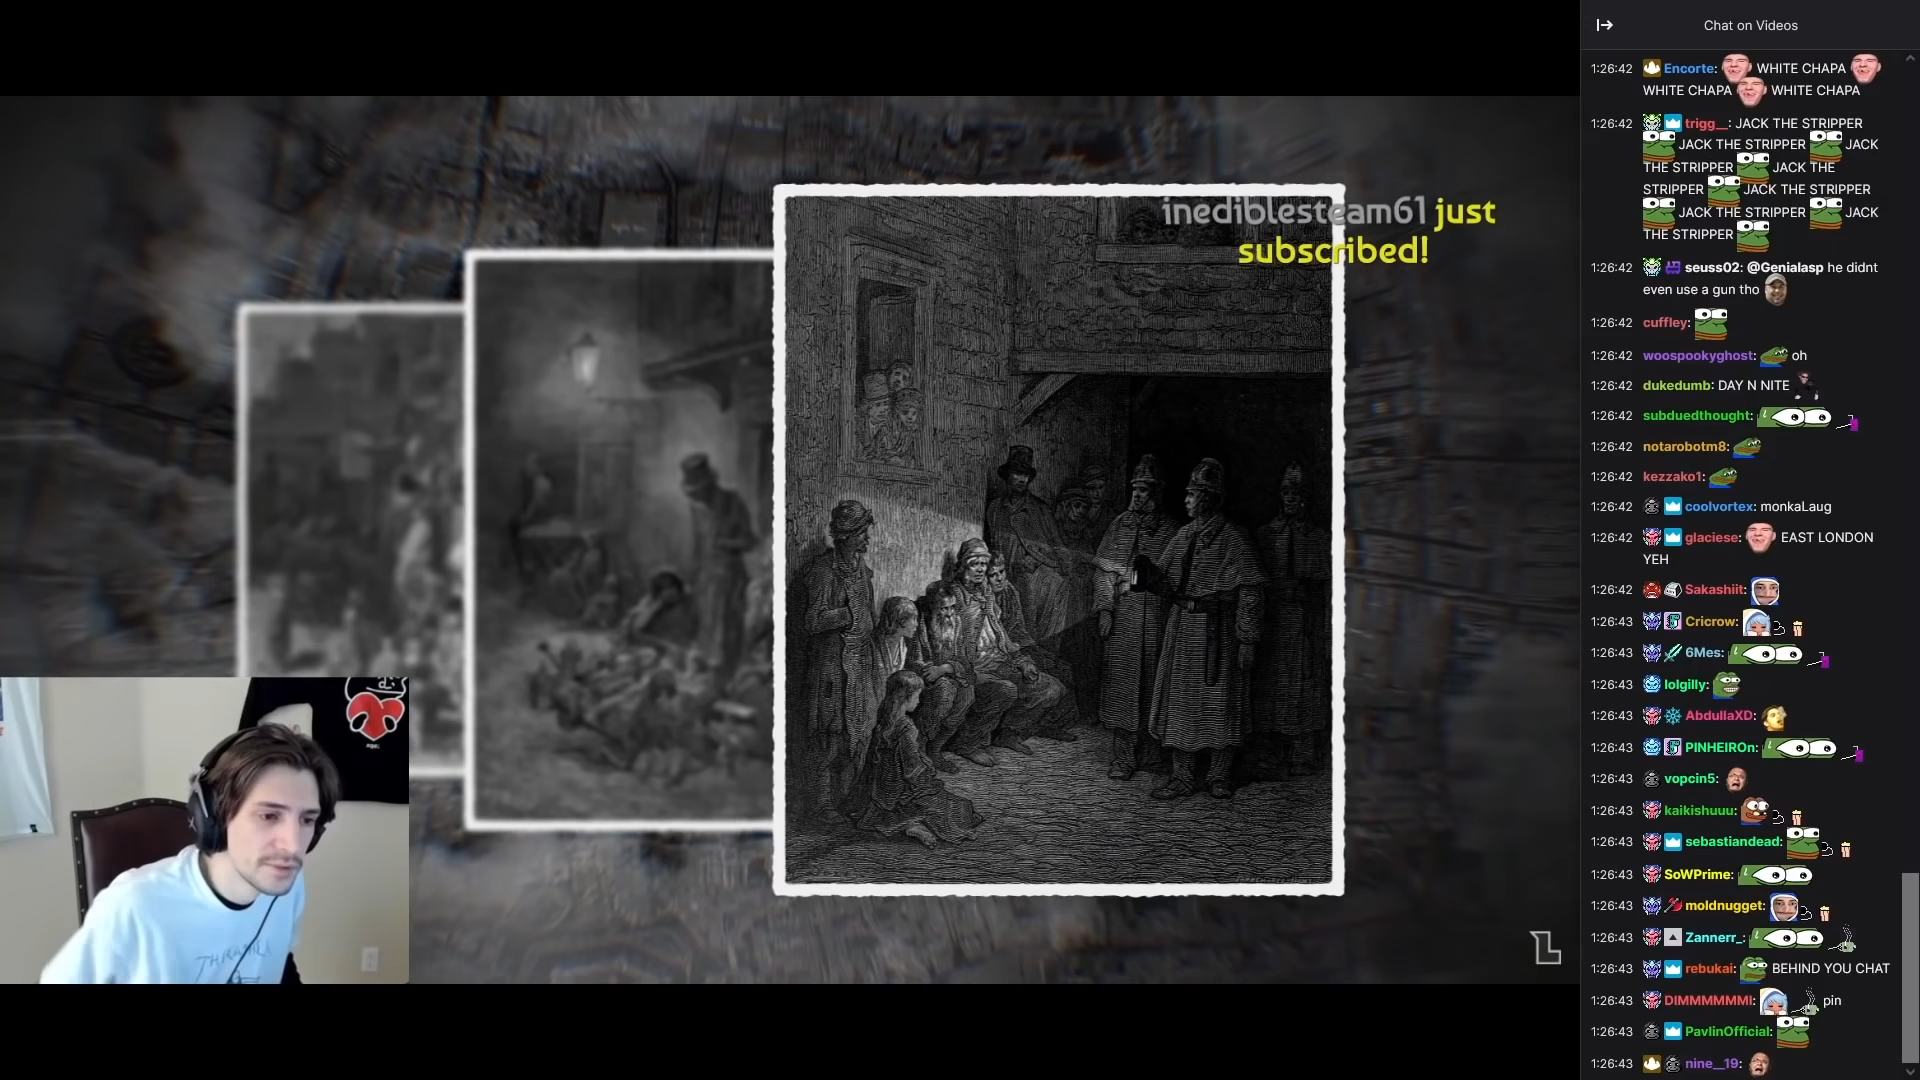 inediblesteam61 just
subscribed!
Chat on Videos
1:26:42 Encorte: WHITE CHAPA
WHITE CHAPA WHITE CHAPA
1:26:42 trigg__: JACK THE STRIPPER
JACK THE STRIPPER JACK
THE STRIPPER JACK THE
STRIPPER JACK THE STRIPPER
JACK THE STRIPPER JACK
THE STRIPPER
1:26:42 seuss02: @Genialasp he didnt
even use a gun tho
1:26:42 cuffley:
1:26:42 woospookyghost: oh
1:26:42 dukedumb: DAY N NITE
1:26:42 subduedthought:
1:26:42 notarobotm8:
1:26:42 kezzako1:
1:26:42 coolvortex: monkaLaug
1:26:42 glaciese: EAST LONDON
YEH
1:26:42 Sakashiit:
1:26:43 Cricrow:
1:26:43 6Mes:
1:26:43 lolgilly:
1:26:43 AbdullaXD:
1:26:43 PINHEIROn:
1:26:43 vopcin5:
1:26:43 kaikishuuu:
1:26:43 sebastiandead:
1:26:43 SoWPrime:
1:26:43 moldnugget:
1:26:43 Zannerr_:
1:26:43 rebukai: BEHIND YOU CHAT
1:26:43 DIMMMMMMI: pin
1:26:43 PavlinOfficial:
1:26:43 nine__19: